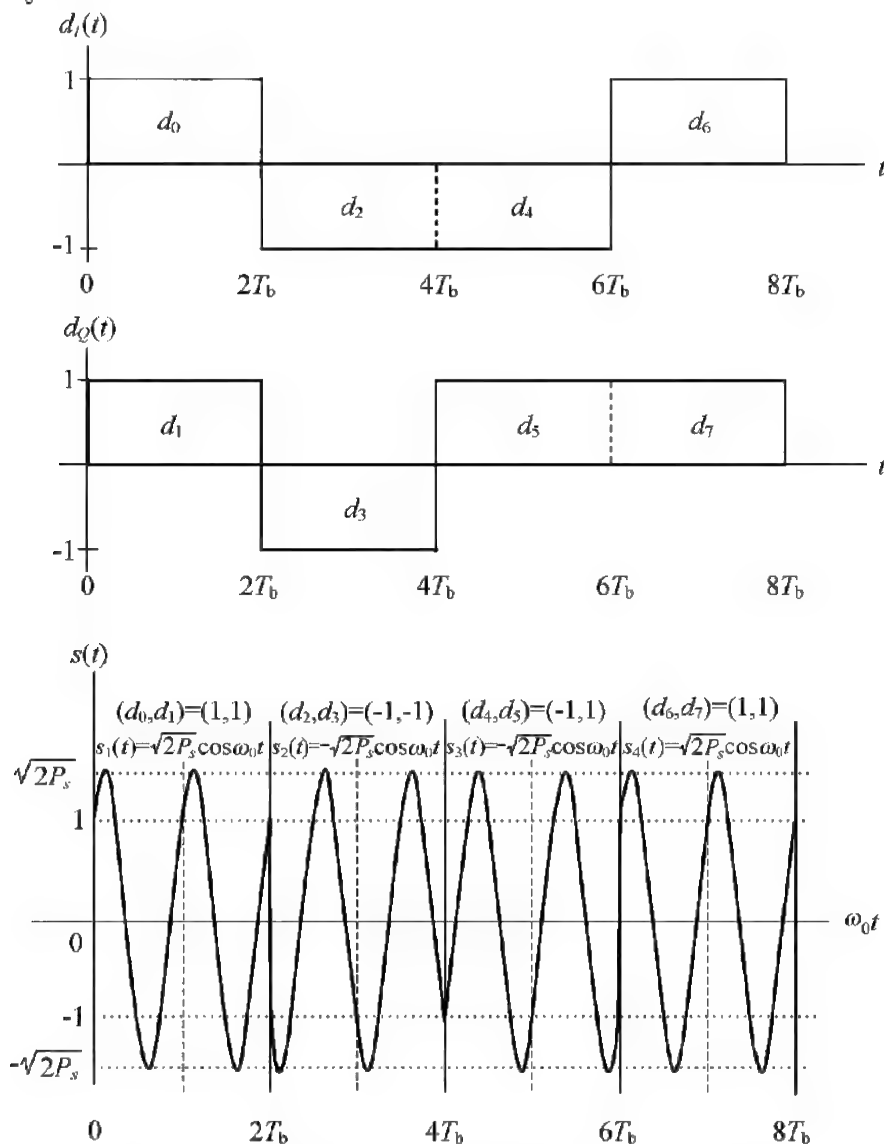 d_I(t)
1
d_0
d_6
t
d_2
d_4
-1
0 2T_b 4T_b 6T_b 8T_b
d_Q(t)
1
d_1
d_5
d_7
t
d_3
-1
0 2T_b 4T_b 6T_b 8T_b
s(t)
(d_0,d_1)=(1,1) (d_2,d_3)=(-1,-1) (d_4,d_5)=(-1,1) (d_6,d_7)=(1,1)
s_1(t)=√2P_s cosω_0t s_2(t)=-√2P_s cosω_0t s_3(t)=-√2P_s cosω_0t s_4(t)=√2P_s cosω_0t
√2P_s
1
0
ω_0t
-1
-√2P_s
0 2T_b 4T_b 6T_b 8T_b